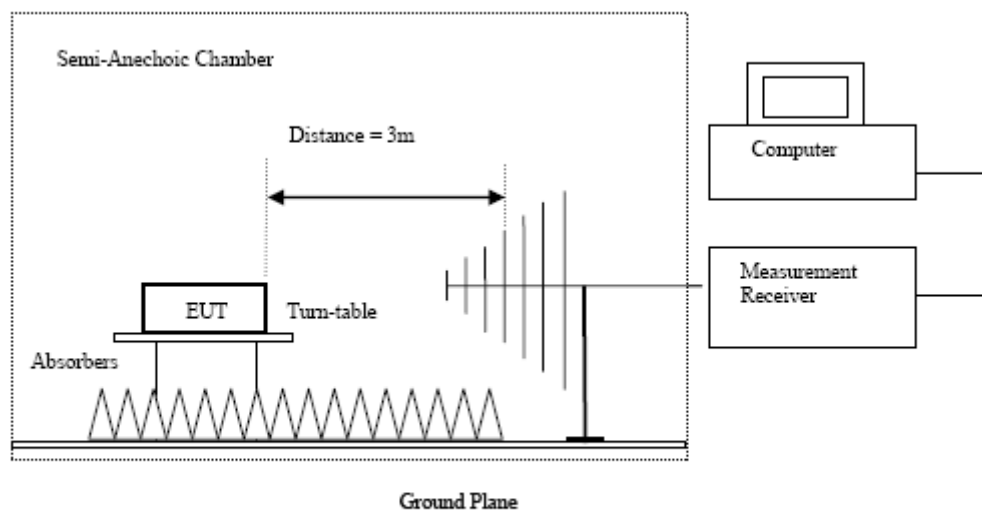 Semi-Anechoic Chamber
Distance = 3m
Computer
Measurement
Receiver
EUT
Turn-table
Absorbers
Ground Plane